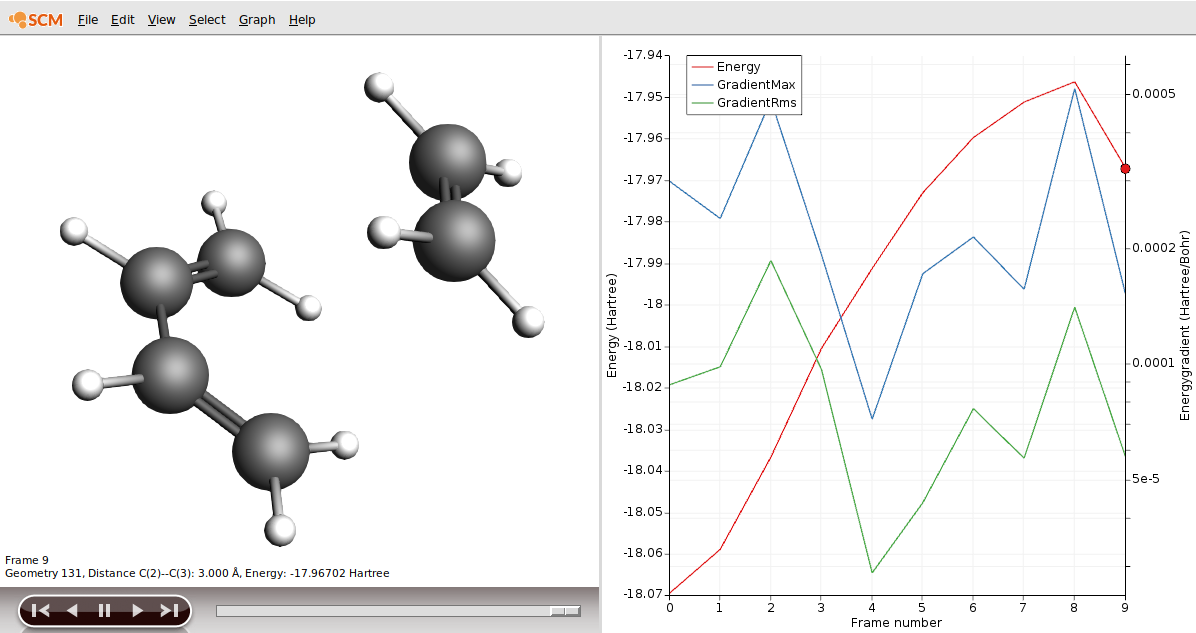 SCM File Edit View Select Graph Help
Frame 9
Geometry 131, Distance C(2)--C(3): 3.000 Å, Energy: -17.96702 Hartree
Energy
GradientMax
GradientRms
-17.94
-17.95
-17.96
-17.97
-17.98
-17.99
-18
-18.01
-18.02
-18.03
-18.04
-18.05
-18.06
-18.07
Energy (Hartree)
0 1 2 3 4 5 6 7 8 9
Frame number
0.0005
0.0002
0.0001
5e-5
Energygradient (Hartree/Bohr)